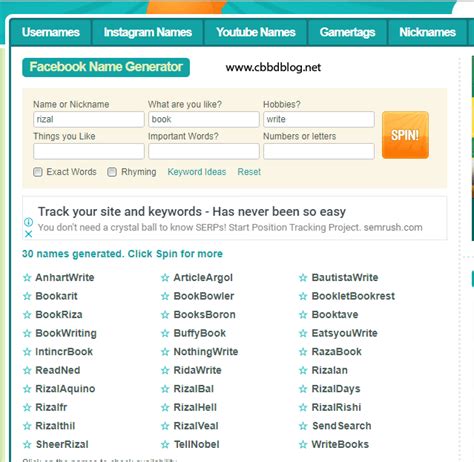 Usernames Instagram Names Youtube Names Gamertags Nicknames
Facebook Name Generator www.cbbdblog.net
Name or Nickname What are you like? Hobbies?
rizal book write
SPIN!
Things you Like Important Words? Numbers or letters
Exact Words Rhyming Keyword Ideas Reset
Track your site and keywords - Has never been so easy
You don't need a crystal ball to know SERPs! Start Position Tracking Project. semrush.com
30 names generated. Click Spin for more
AnhartWrite ArticleArgol BautistaWrite
Bookarit BookBowler BookletBookrest
BookRiza BooksBoron Booktave
BookWriting BuffyBook EatsyouWrite
IntincrBook NothingWrite RazaBook
ReadNed RidaWrite Rizalan
RizalAquino RizalBal RizalDays
Rizalfr RizalHell RizalRishi
Rizalthil RizalVeal SendSearch
SheerRizal TellNobel WriteBooks